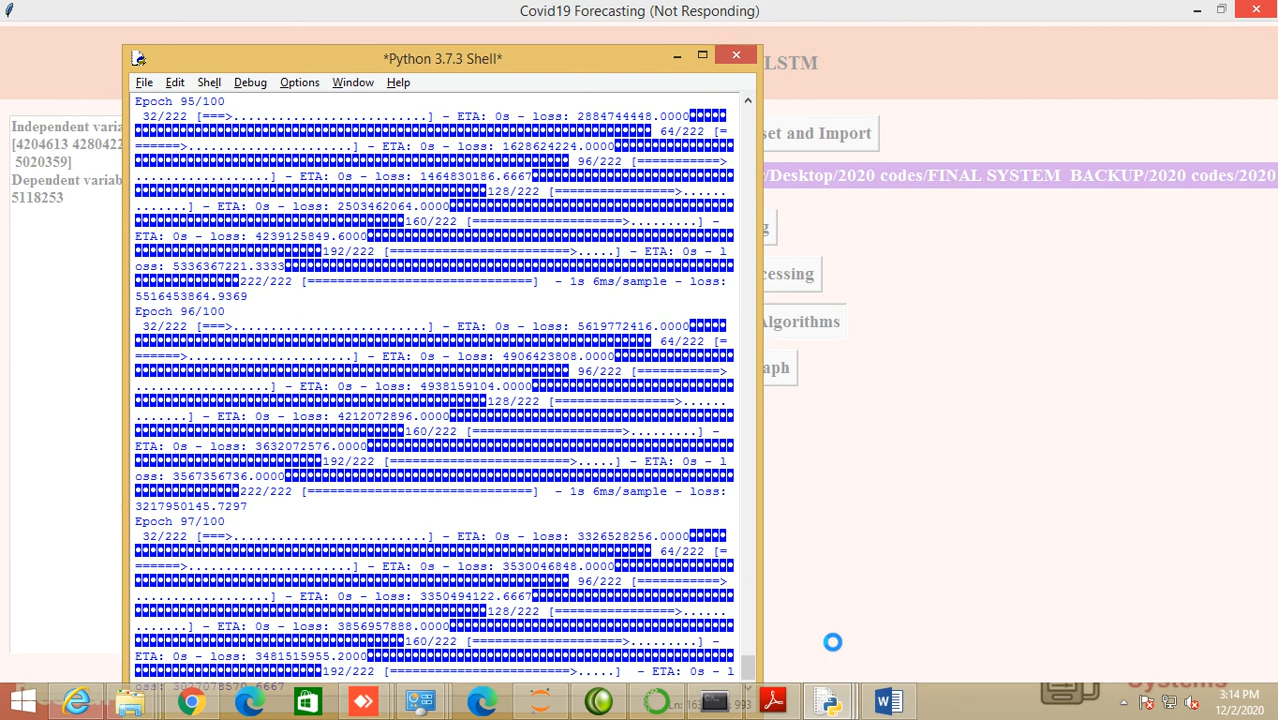 Covid19 Forecasting (Not Responding)
LSTM
*Python 3.7.3 Shell*
File Edit Shell Debug Options Window Help
Independent varia
[4204613 4280422
5020359]
Dependent variab
5118253
set and Import
r/Desktop/2020 codes/FINAL SYSTEM BACKUP/2020 codes/2020
g
cessing
Algorithms
aph
Epoch 95/100
32/222 [===>..........................] - ETA: 0s - loss: 2884744448.0000
64/222 [=
======>......................] - ETA: 0s - loss: 1628624224.0000
96/222 [===========>
..................] - ETA: 0s - loss: 1464830186.6667
128/222 [================>......
.......] - ETA: 0s - loss: 2503462064.0000
160/222 [====================>.........] -
ETA: 0s - loss: 4239125849.6000
192/222 [========================>.....] - ETA: 0s - l
oss: 5336367221.3333
222/222 [==============================] - 1s 6ms/sample - loss:
5516453864.9369
Epoch 96/100
32/222 [===>..........................] - ETA: 0s - loss: 5619772416.0000
64/222 [=
======>......................] - ETA: 0s - loss: 4906423808.0000
96/222 [===========>
..................] - ETA: 0s - loss: 4938159104.0000
128/222 [================>......
.......] - ETA: 0s - loss: 4212072896.0000
160/222 [====================>.........] -
ETA: 0s - loss: 3632072576.0000
192/222 [========================>.....] - ETA: 0s - l
oss: 3567356736.0000
222/222 [==============================] - 1s 6ms/sample - loss:
3217950145.7297
Epoch 97/100
32/222 [===>..........................] - ETA: 0s - loss: 3326528256.0000
64/222 [=
======>......................] - ETA: 0s - loss: 3530046848.0000
96/222 [===========>
..................] - ETA: 0s - loss: 3350494122.6667
128/222 [================>......
.......] - ETA: 0s - loss: 3856957888.0000
160/222 [====================>.........] -
ETA: 0s - loss: 3481515955.2000
192/222 [========================>.....] - ETA: 0s - l
Systems
3:14 PM
12/2/2020